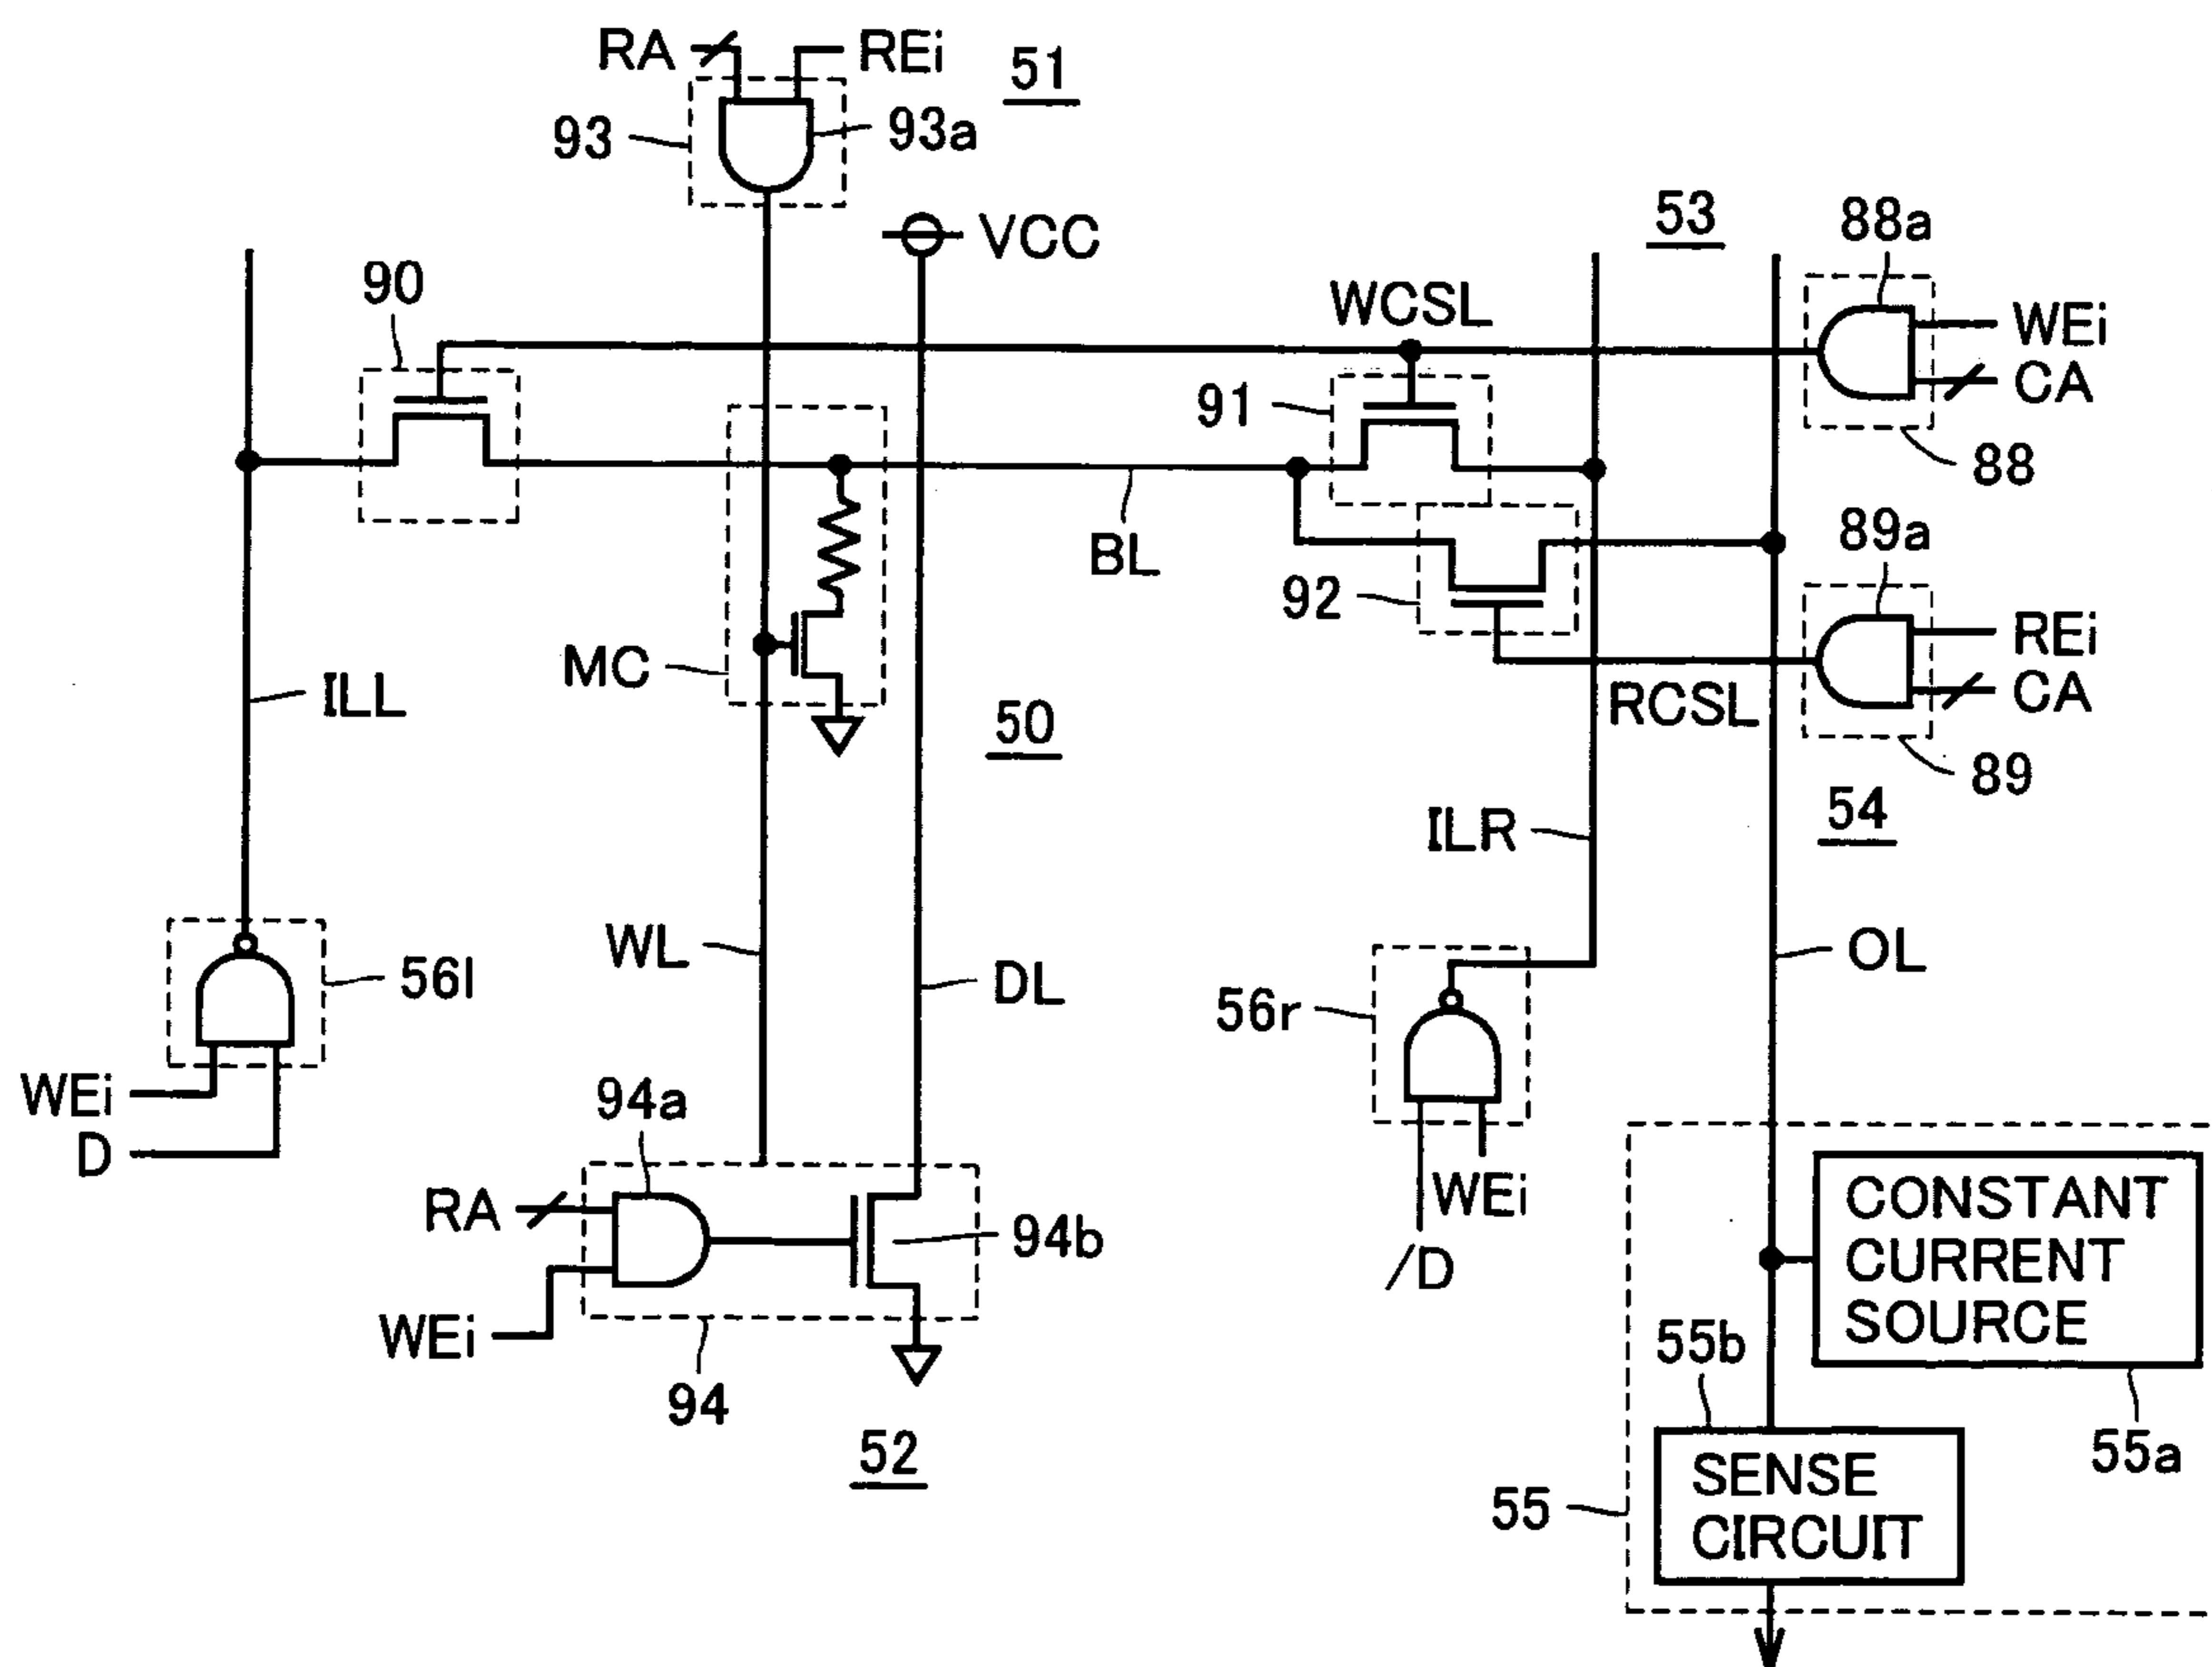 RA
REi
51
93
93a
VCC
53
88a
90
WCSL
WEi
CA
91
88
BL
89a
92
REi
CA
MC
RCSL
ILL
50
89
ILR
54
WL
DL
OL
56l
56r
WEi
D
94a
WEi
/D
RA
94b
WEi
94
52
CONSTANT
CURRENT
SOURCE
55b
55a
SENSE
CIRCUIT
55